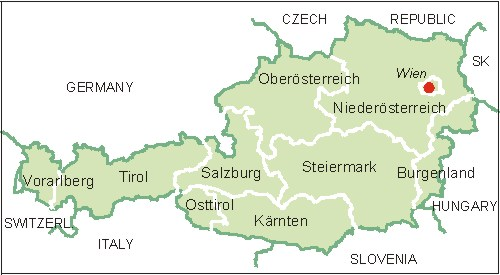 CZECH REPUBLIC
SK
GERMANY
Oberösterreich
Wien
Niederösterreich
Vorarlberg
Tirol
Salzburg
Steiermark
Burgenland
Osttirol
Kärnten
SWITZERL
HUNGARY
ITALY
SLOVENIA